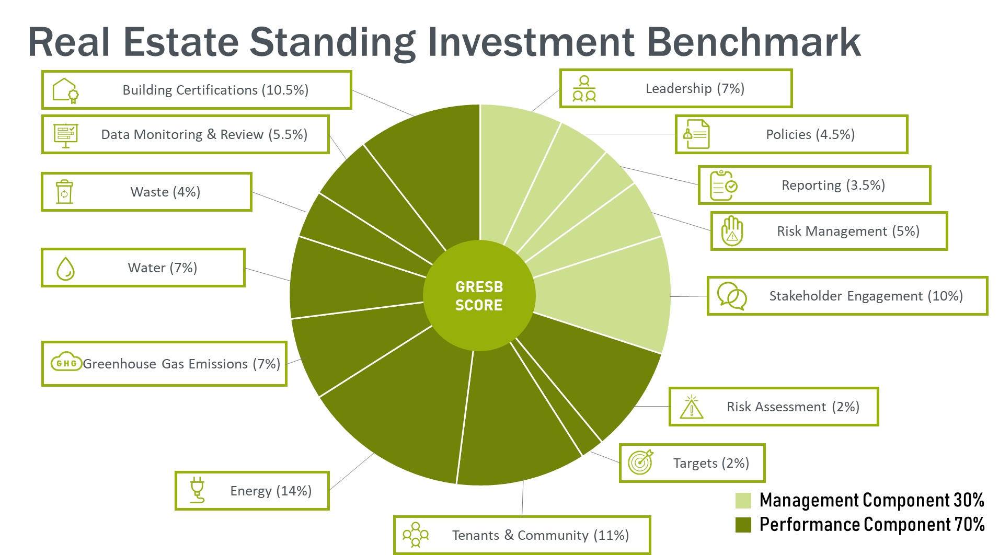 Real Estate Standing Investment Benchmark
Building Certifications (10.5%)
Data Monitoring & Review (5.5%)
Waste (4%)
Water (7%)
GHG
Greenhouse Gas Emissions (7%)
Energy (14%)
Tenants & Community (11%)
Leadership (7%)
Policies (4.5%)
Reporting (3.5%)
Risk Management (5%)
Stakeholder Engagement (10%)
Risk Assessment (2%)
Targets (2%)
GRESB
SCORE
Management Component 30%
Performance Component 70%